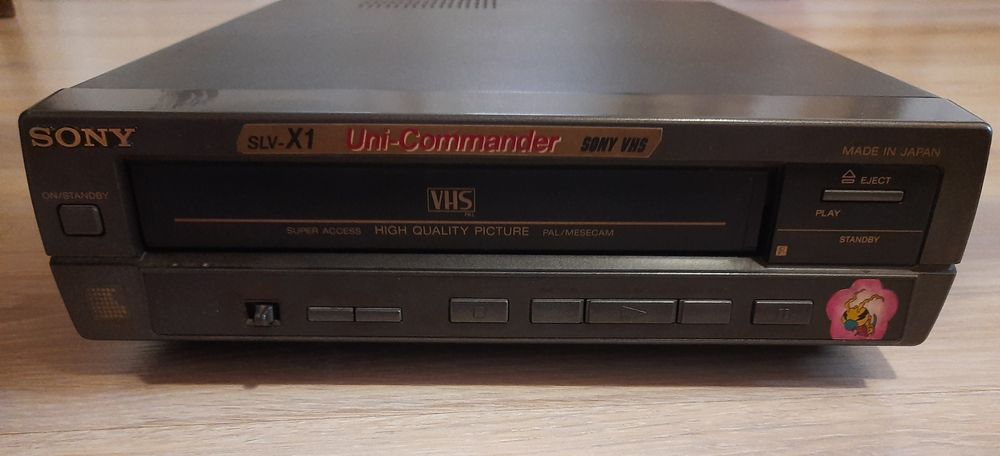 SONY
SLV-X1 Uni-Commander SONY VHS
MADE IN JAPAN
ON/STANDBY
VHS
PAL
SUPER ACCESS HIGH QUALITY PICTURE PAL/MESECAM
EJECT
PLAY
STANDBY